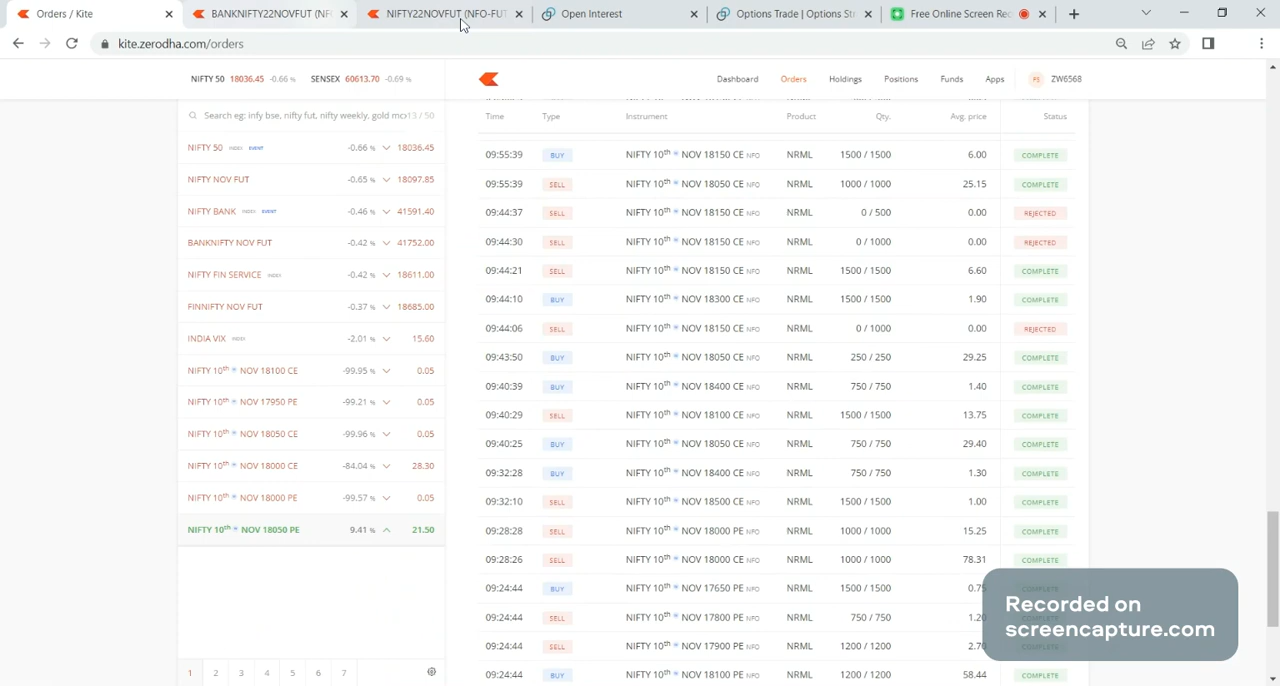 Orders / Kite
BANKNIFTY22NOVFUT (NF
NIFTY22NOVFUT (NFO-FUT
Open Interest
Options Trade | Options St
Free Online Screen Rec
kite.zerodha.com/orders
NIFTY 50 18036.45 -0.66 % SENSEX 60613.70 -0.69 %
Dashboard Orders Holdings Positions Funds Apps PS ZW6568
Search eg: infy bse, nifty fut, nifty weekly, gold mc 13 / 50
NIFTY 50 INDEX EVENT -0.66 % 18036.45
NIFTY NOV FUT -0.65 % 18097.85
NIFTY BANK INDEX EVENT -0.46 % 41591.40
BANKNIFTY NOV FUT -0.42 % 41752.00
NIFTY FIN SERVICE INDEX -0.42 % 18611.00
FINNIFTY NOV FUT -0.37 % 18685.00
INDIA VIX INDEX -2.01 % 15.60
NIFTY 10th NOV 18100 CE -99.95 % 0.05
NIFTY 10th NOV 17950 PE -99.21 % 0.05
NIFTY 10th NOV 18050 CE -99.96 % 0.05
NIFTY 10th NOV 18000 CE -84.04 % 28.30
NIFTY 10th NOV 18000 PE -99.57 % 0.05
NIFTY 10th NOV 18050 PE 9.41 % 21.50
1 2 3 4 5 6 7
Time Type Instrument Product Qty. Avg. price Status
09:55:39 BUY NIFTY 10th NOV 18150 CE NFO NRML 1500 / 1500 6.00 COMPLETE
09:55:39 SELL NIFTY 10th NOV 18050 CE NFO NRML 1000 / 1000 25.15 COMPLETE
09:44:37 SELL NIFTY 10th NOV 18150 CE NFO NRML 0 / 500 0.00 REJECTED
09:44:30 SELL NIFTY 10th NOV 18150 CE NFO NRML 0 / 1000 0.00 REJECTED
09:44:21 SELL NIFTY 10th NOV 18150 CE NFO NRML 1500 / 1500 6.60 COMPLETE
09:44:10 BUY NIFTY 10th NOV 18300 CE NFO NRML 1500 / 1500 1.90 COMPLETE
09:44:06 SELL NIFTY 10th NOV 18150 CE NFO NRML 0 / 1000 0.00 REJECTED
09:43:50 BUY NIFTY 10th NOV 18050 CE NFO NRML 250 / 250 29.25 COMPLETE
09:40:39 BUY NIFTY 10th NOV 18400 CE NFO NRML 750 / 750 1.40 COMPLETE
09:40:29 SELL NIFTY 10th NOV 18100 CE NFO NRML 1500 / 1500 13.75 COMPLETE
09:40:25 BUY NIFTY 10th NOV 18050 CE NFO NRML 750 / 750 29.40 COMPLETE
09:32:28 BUY NIFTY 10th NOV 18400 CE NFO NRML 750 / 750 1.30 COMPLETE
09:32:10 SELL NIFTY 10th NOV 18500 CE NFO NRML 1500 / 1500 1.00 COMPLETE
09:28:28 SELL NIFTY 10th NOV 18000 PE NFO NRML 1000 / 1000 15.25 COMPLETE
09:28:26 SELL NIFTY 10th NOV 18000 CE NFO NRML 1000 / 1000 78.31 COMPLETE
09:24:44 BUY NIFTY 10th NOV 17650 PE NFO NRML 1500 / 1500 0.75
09:24:44 SELL NIFTY 10th NOV 17800 PE NFO NRML 750 / 750 1.20
09:24:44 SELL NIFTY 10th NOV 17900 PE NFO NRML 1200 / 1200 2.70
09:24:44 BUY NIFTY 10th NOV 18100 PE NFO NRML 1200 / 1200 58.44 COMPLETE
Recorded on
screencapture.com